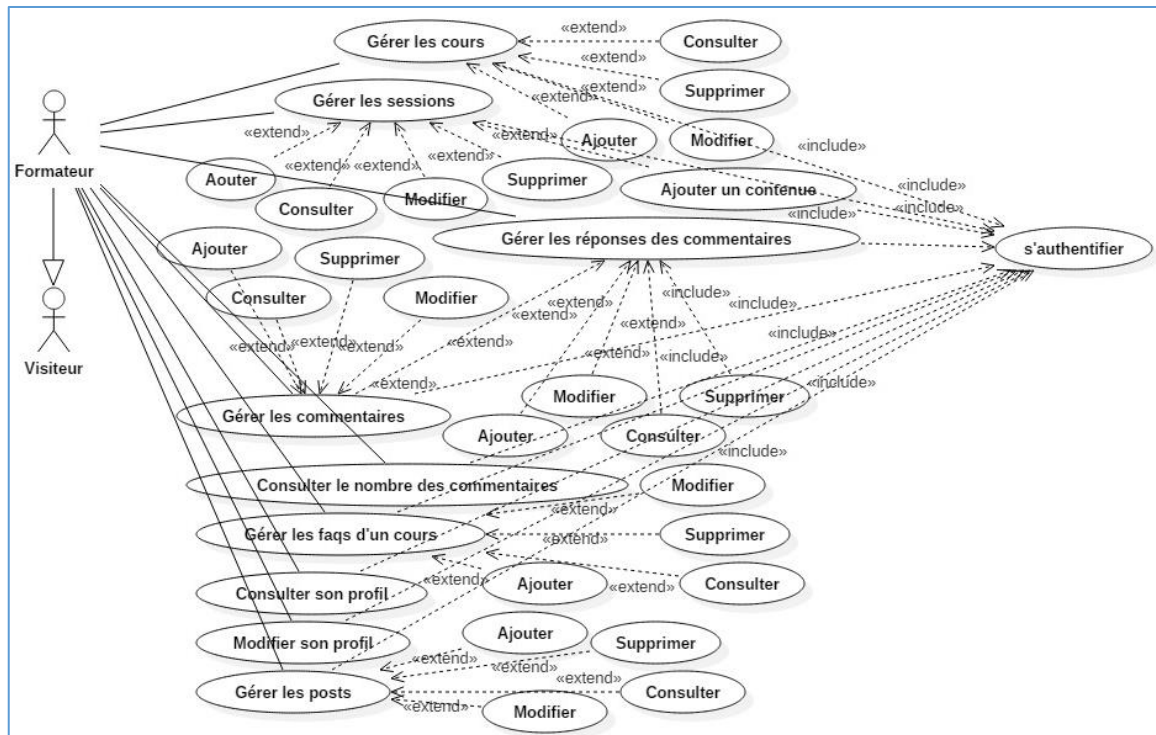 «extend»
Gérer les cours
Consulter
«extend»
«extend»
Supprimer
Gérer les sessions
«extend»
«extend»
«extend»
Ajouter
Modifier
«include»
Formateur
«extend»
«extend»
«extend»
Supprimer
Aouter
Modifier
Ajouter un contenue
«include»
Consulter
«include»
«include»
Gérer les réponses des commentaires
s'authentifier
Ajouter
Supprimer
Consulter
Modifier
«include»
«include»
«extend»
«extend»
«include»
«extend»
«extend»
«extend»
«extend»
«include»
Visiteur
«extend»
«extend»
«include»
Modifier
Supprimer
Gérer les commentaires
Ajouter
Consulter
«include»
Consulter le nombre des commentaires
Modifier
«extend»
Gérer les faqs d'un cours
Supprimer
«extend»
«extend»
Ajouter
Consulter
«extend»
Consulter son profil
Ajouter
Modifier son profil
Supprimer
«extend»
«extend»
«extend»
Gérer les posts
Consulter
«extend»
Modifier